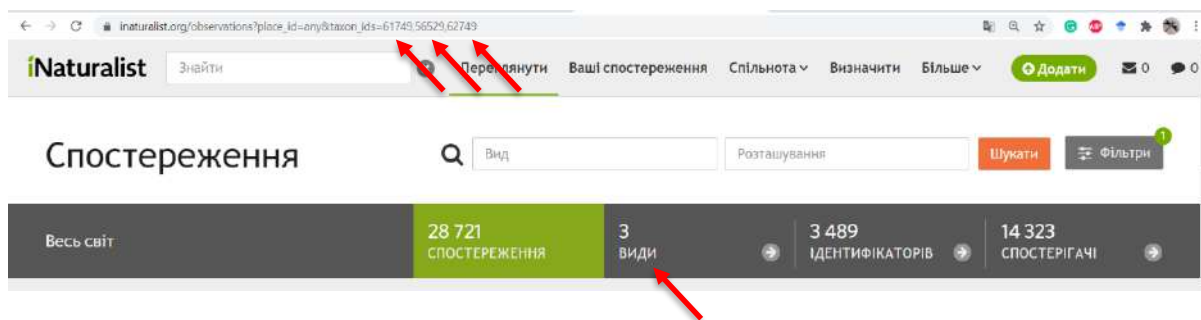 inaturalist.org/observations?place_id=any&taxon_ids=61749,56529,62749
iNaturalist Знайти Переглянути Ваші спостереження Спільнота Визначити Більше Додати 0 0
Спостереження Вид Розташування Шукати Фільтри 1
Весь світ 28 721 3 3 489 14 323
СПОСТЕРЕЖЕННЯ ВИДИ ІДЕНТИФІКАТОРІВ СПОСТЕРІГАЧІ